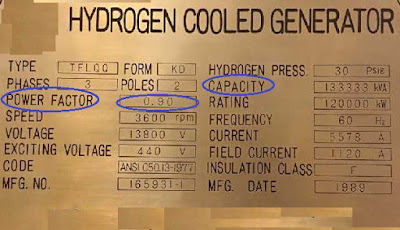 HYDROGEN COOLED GENERATOR
TYPE TFLQQ FORM KD HYDROGEN PRESS. 30 PSIG
PHASES 3 POLES 2 CAPACITY 133333 kVA
POWER FACTOR 0.90 RATING 120000 kW
SPEED 3600 rpm FREQUENCY 60 Hz
VOLTAGE 13800 V CURRENT 5578 A
EXCITING VOLTAGE 440 V FIELD CURRENT 1120 A
CODE ANSI C50.13-1977 INSULATION CLASS F
MFG. NO. 165931-1 MFG. DATE 1989